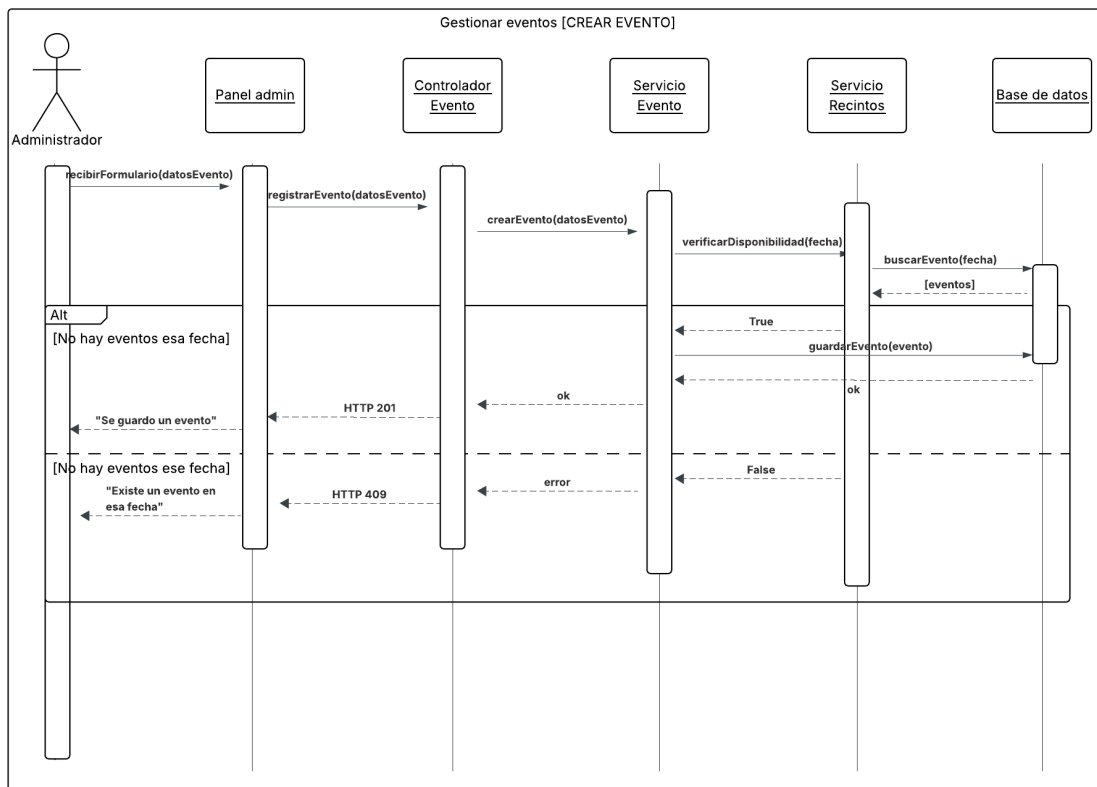 Gestionar eventos [CREAR EVENTO]
Administrador
Panel admin
Controlador
Evento
Servicio
Evento
Servicio
Recintos
Base de datos
recibirFormulario(datosEvento)
registrarEvento(datosEvento)
crearEvento(datosEvento)
verificarDisponibilidad(fecha)
buscarEvento(fecha)
[eventos]
Alt
[No hay eventos esa fecha]
True
guardarEvento(evento)
ok
ok
HTTP 201
"Se guardo un evento"
[No hay eventos ese fecha]
False
error
HTTP 409
"Existe un evento en
esa fecha"